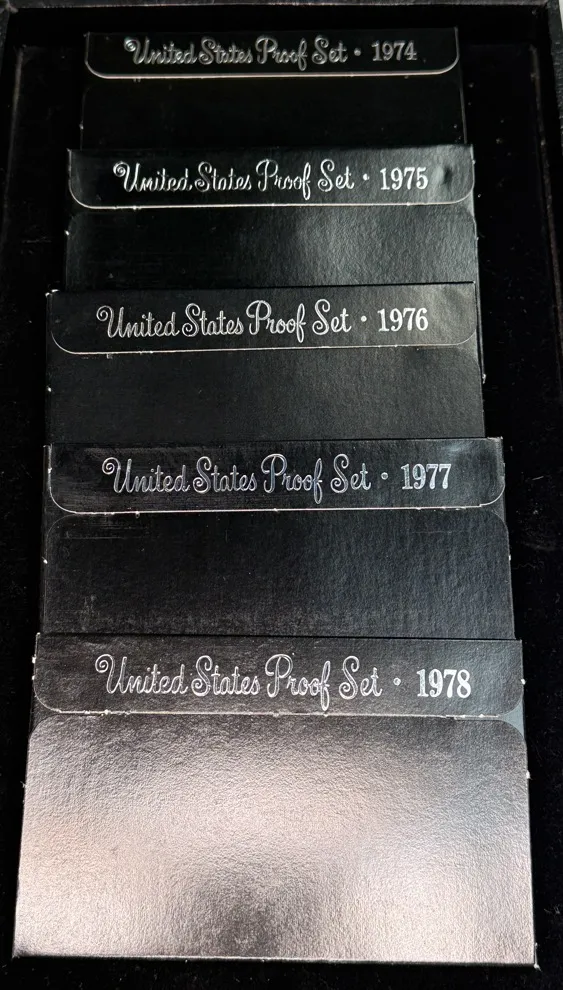 United States Proof Set • 1974
United States Proof Set • 1975
United States Proof Set • 1976
United States Proof Set • 1977
United States Proof Set • 1978